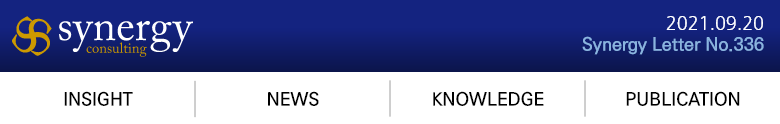 synergy
consulting
2021.09.20
Synergy Letter No.336
INSIGHT
NEWS
KNOWLEDGE
PUBLICATION